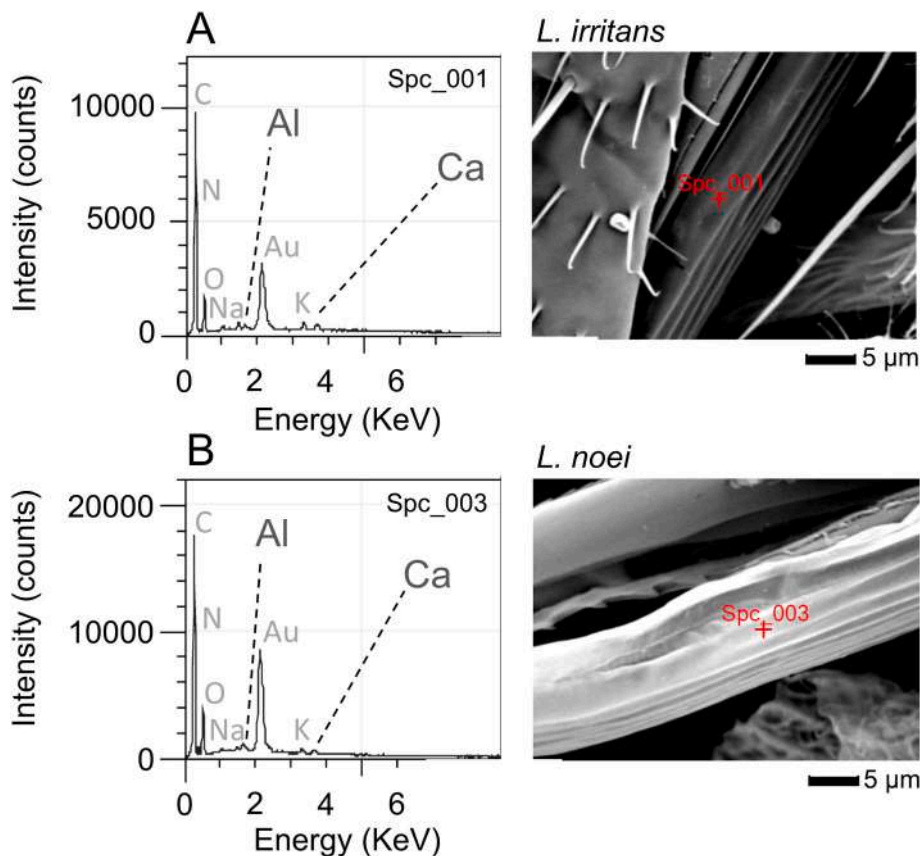 A
L. irritans
Intensity (counts)
10000
5000
0
C
N
O
Na
Al
Au
K
Ca
Spc_001
0 2 4 6
Energy (KeV)
Spc_001
5 µm
B
L. noei
Intensity (counts)
20000
10000
0
C
N
O
Na
Al
Au
K
Ca
Spc_003
0 2 4 6
Energy (KeV)
Spc_003
5 µm